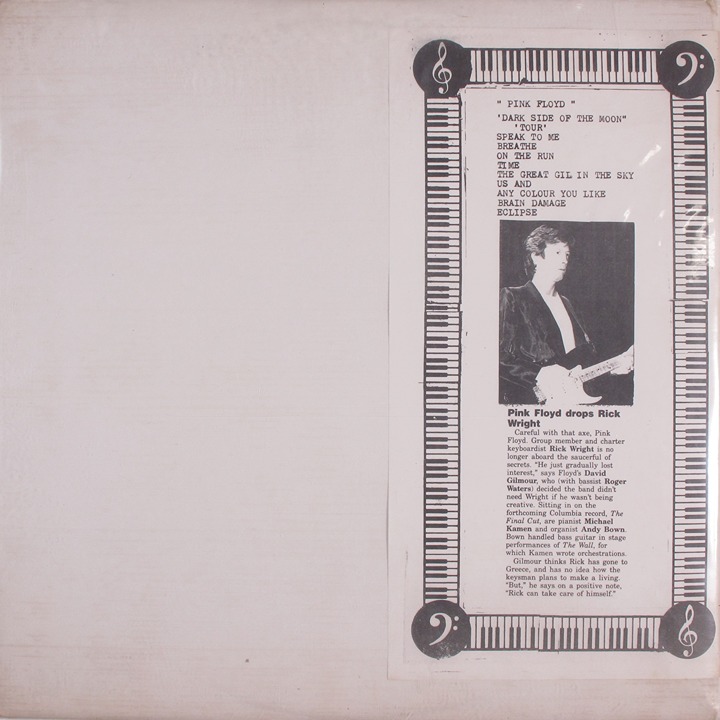 " PINK FLOYD "
'DARK SIDE OF THE MOON"
'TOUR'
SPEAK TO ME
BREATHE
ON THE RUN
TIME
THE GREAT GIL IN THE SKY
US AND
ANY COLOUR YOU LIKE
BRAIN DAMAGE
ECLIPSE
Pink Floyd drops Rick
Wright
Careful with that axe, Pink
Floyd. Group member and charter
keyboardist Rick Wright is no
longer aboard the saucerful of
secrets. "He just gradually lost
interest," says Floyd's David
Gilmour, who (with bassist Roger
Waters) decided the band didn't
need Wright if he wasn't being
creative. Sitting in on the
forthcoming Columbia record, The
Final Cut, are pianist Michael
Kamen and organist Andy Bown.
Bown handled bass guitar in stage
performances of The Wall, for
which Kamen wrote orchestrations.
Gilmour thinks Rick has gone to
Greece, and has no idea how the
keysman plans to make a living.
"But," he says on a positive note,
"Rick can take care of himself."